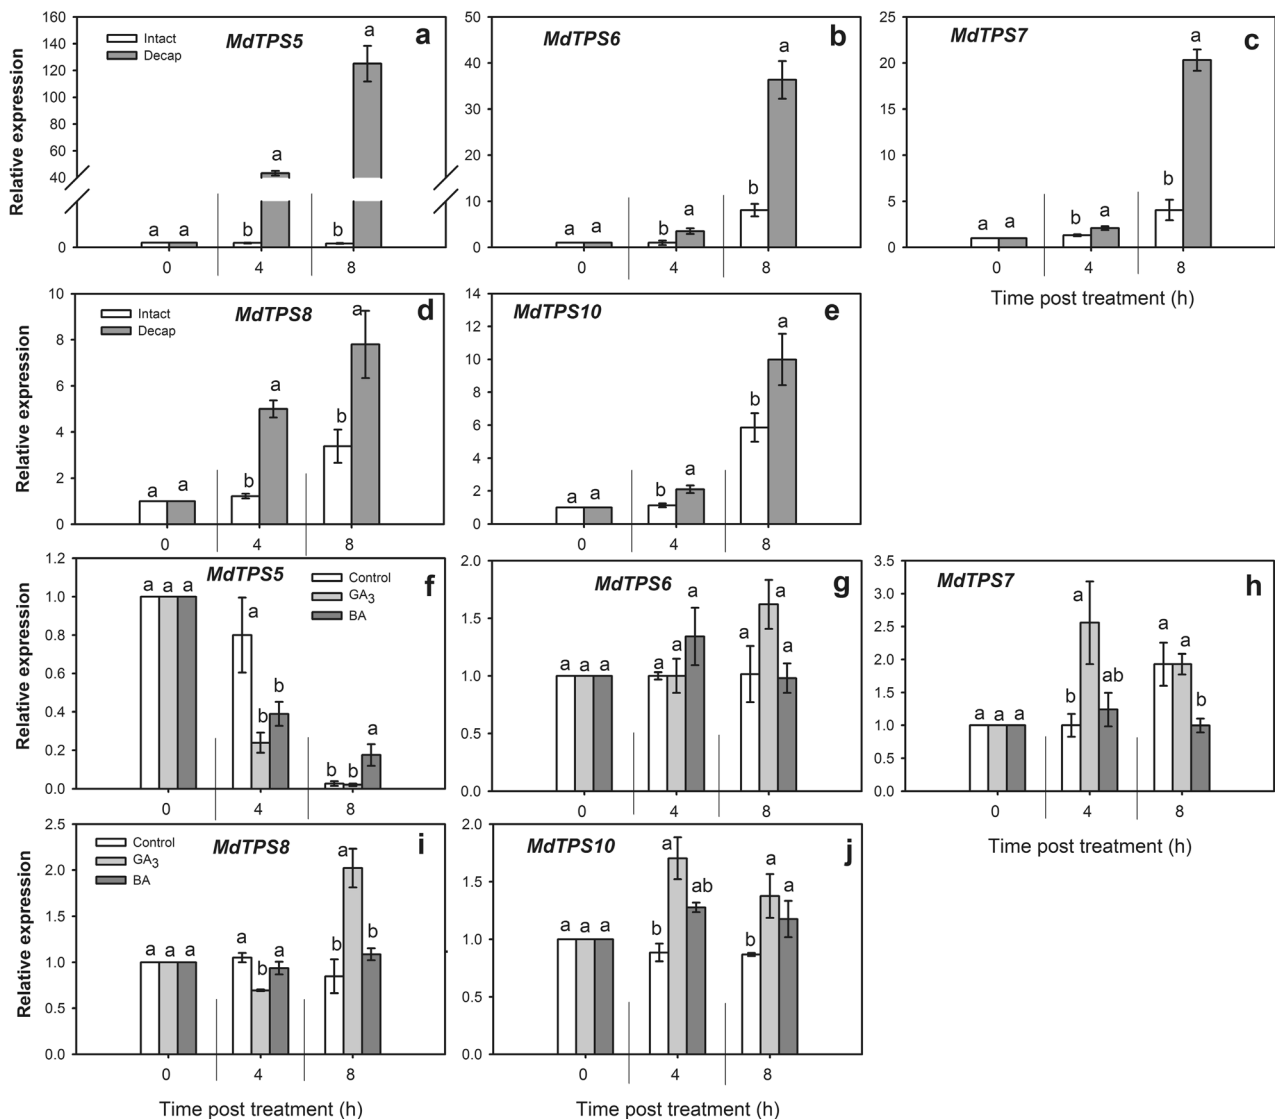 Relative expression
160
140
120
100
80
60
40
0
Intact
Decap
MdTPS5
a
a a
b a
b a
0 4 8
50
40
30
20
10
0
MdTPS6
b
a a
b a
b a
0 4 8
25
20
15
10
5
0
MdTPS7
c
a a
b a
b a
0 4 8
Time post treatment (h)
Relative expression
10
8
6
4
2
0
Intact
Decap
MdTPS8
d
a a
b a
b a
0 4 8
14
12
10
8
6
4
2
0
MdTPS10
e
a a
b a
b a
0 4 8
Relative expression
1.2
1.0
0.8
0.6
0.4
0.2
0.0
MdTPS5
Control
GA3
BA
f
a a a
a b b
b b a
0 4 8
2.0
1.5
1.0
0.5
0.0
MdTPS6
g
a a a
a a a
a a a
0 4 8
3.5
3.0
2.5
2.0
1.5
1.0
0.5
0.0
MdTPS7
h
a a a
b a ab
a a b
0 4 8
Time post treatment (h)
Relative expression
2.5
2.0
1.5
1.0
0.5
0.0
Control
GA3
BA
MdTPS8
i
a a a
a b a
b a b
0 4 8
Time post treatment (h)
2.0
1.5
1.0
0.5
0.0
MdTPS10
j
a a a
b a ab
b a a
0 4 8
Time post treatment (h)